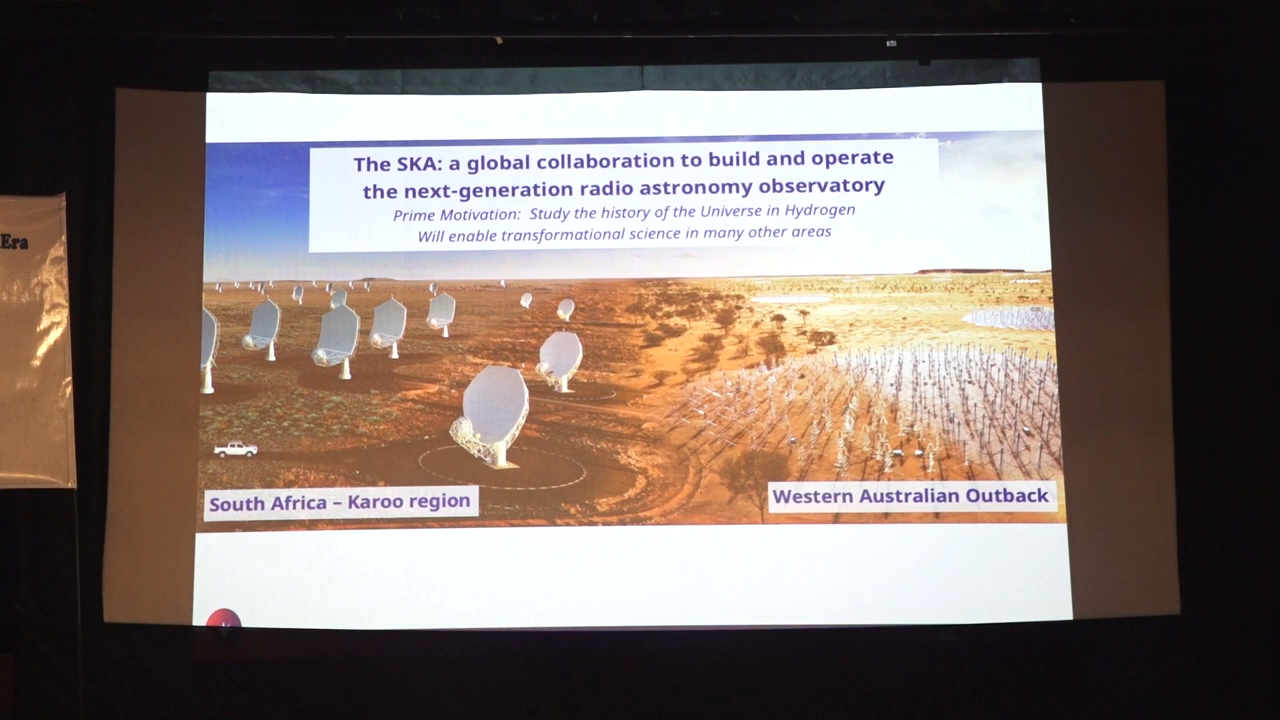 The SKA: a global collaboration to build and operate
the next-generation radio astronomy observatory
Prime Motivation: Study the history of the Universe in Hydrogen
Will enable transformational science in many other areas
Era
South Africa – Karoo region
Western Australian Outback